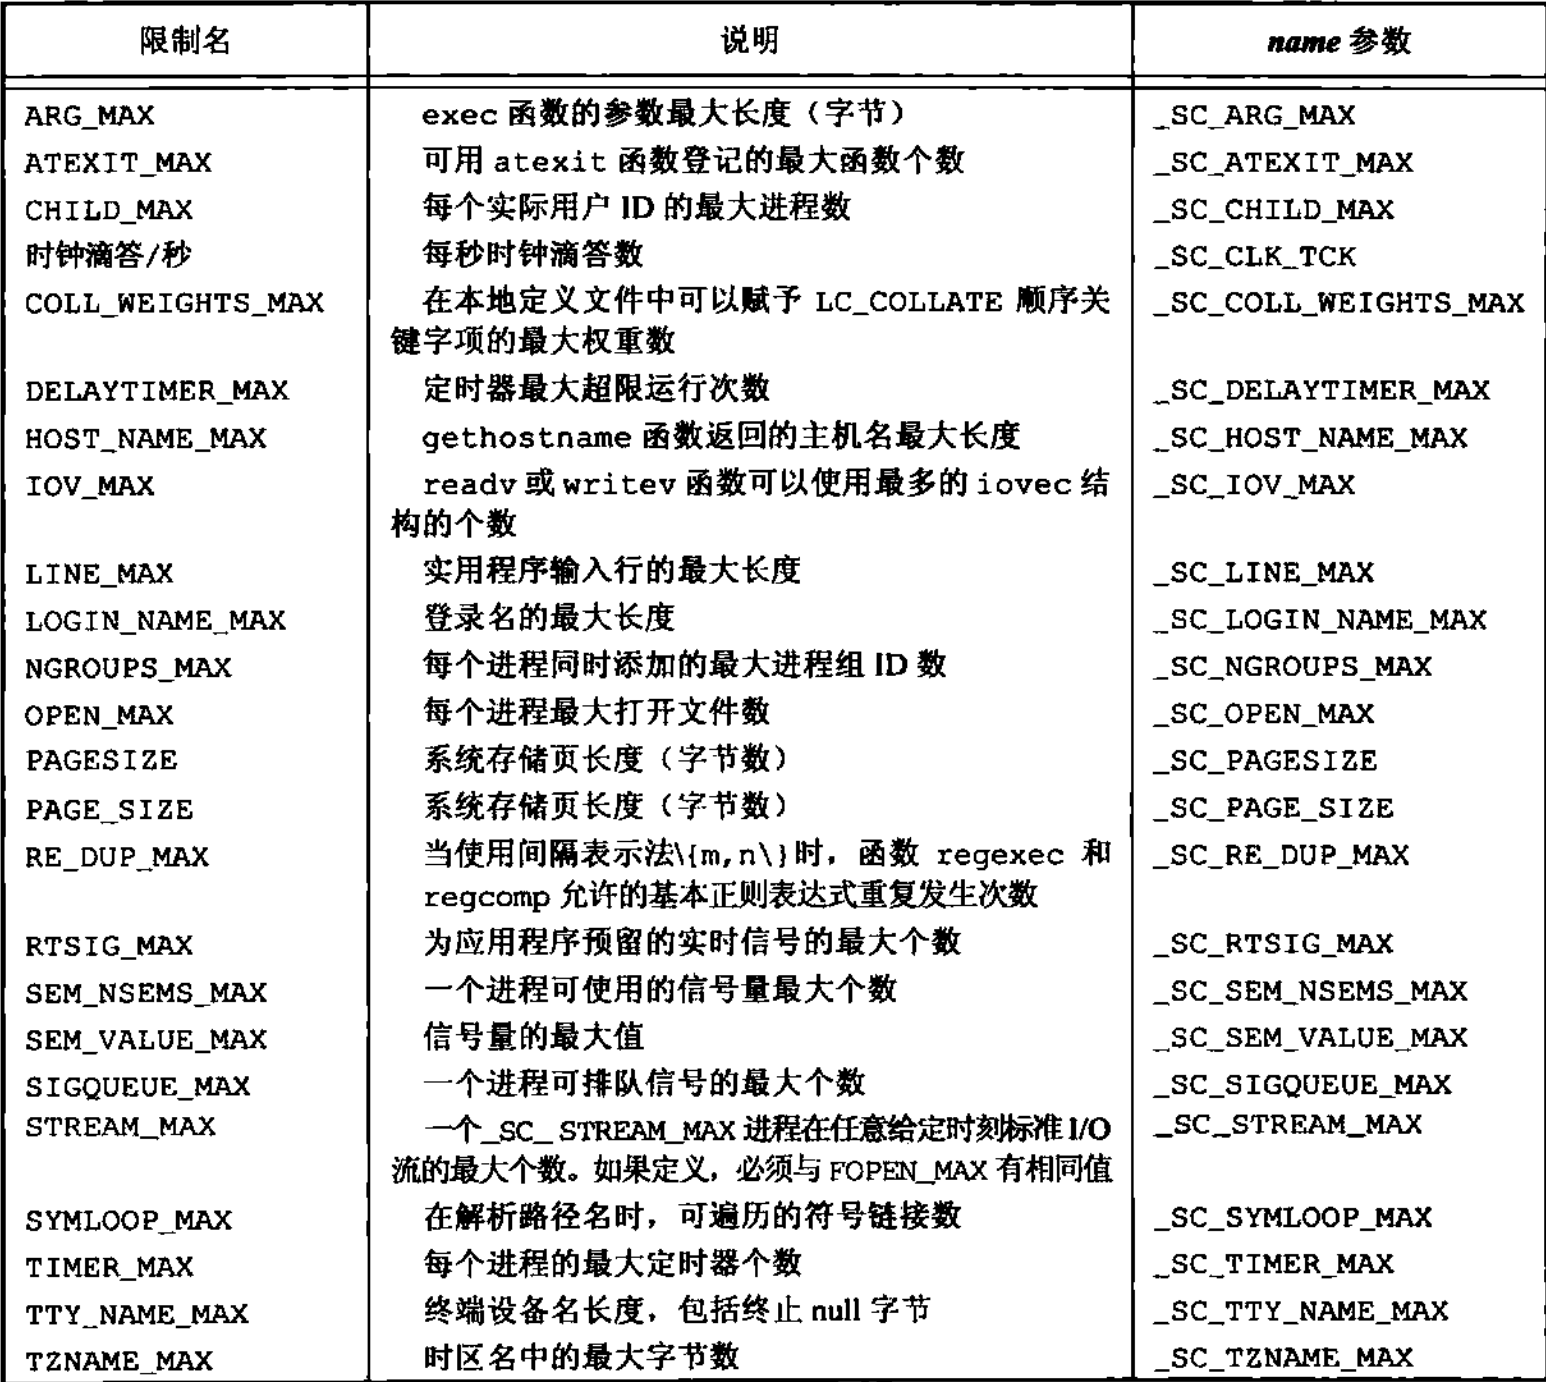 限制名 说明 name 参数
ARG_MAX exec 函数的参数最大长度（字节） _SC_ARG_MAX
ATEXIT_MAX 可用 atexit 函数登记的最大函数个数 _SC_ATEXIT_MAX
CHILD_MAX 每个实际用户 ID 的最大进程数 _SC_CHILD_MAX
时钟滴答/秒 每秒时钟滴答数 _SC_CLK_TCK
COLL_WEIGHTS_MAX 在本地定义文件中可以赋予 LC_COLLATE 顺序关 _SC_COLL_WEIGHTS_MAX
键字项的最大权重数
DELAYTIMER_MAX 定时器最大超限运行次数 _SC_DELAYTIMER_MAX
HOST_NAME_MAX gethostname 函数返回的主机名最大长度 _SC_HOST_NAME_MAX
IOV_MAX readv 或 writev 函数可以使用最多的 iovec 结 _SC_IOV_MAX
构的个数
LINE_MAX 实用程序输入行的最大长度 _SC_LINE_MAX
LOGIN_NAME_MAX 登录名的最大长度 _SC_LOGIN_NAME_MAX
NGROUPS_MAX 每个进程同时添加的最大进程组 ID 数 _SC_NGROUPS_MAX
OPEN_MAX 每个进程最大打开文件数 _SC_OPEN_MAX
PAGESIZE 系统存储页长度（字节数） _SC_PAGESIZE
PAGE_SIZE 系统存储页长度（字节数） _SC_PAGE_SIZE
RE_DUP_MAX 当使用间隔表示法\{m,n\}时，函数 regexec 和 _SC_RE_DUP_MAX
regcomp 允许的基本正则表达式重复发生次数
RTSIG_MAX 为应用程序预留的实时信号的最大个数 _SC_RTSIG_MAX
SEM_NSEMS_MAX 一个进程可使用的信号量最大个数 _SC_SEM_NSEMS_MAX
SEM_VALUE_MAX 信号量的最大值 _SC_SEM_VALUE_MAX
SIGQUEUE_MAX 一个进程可排队信号的最大个数 _SC_SIGQUEUE_MAX
STREAM_MAX 一个_SC_ STREAM_MAX 进程在任意给定时刻标准 I/O _SC_STREAM_MAX
流的最大个数。如果定义，必须与 FOPEN_MAX 有相同值
SYMLOOP_MAX 在解析路径名时，可遍历的符号链接数 _SC_SYMLOOP_MAX
TIMER_MAX 每个进程的最大定时器个数 _SC_TIMER_MAX
TTY_NAME_MAX 终端设备名长度，包括终止 null 字节 _SC_TTY_NAME_MAX
TZNAME_MAX 时区名中的最大字节数 _SC_TZNAME_MAX